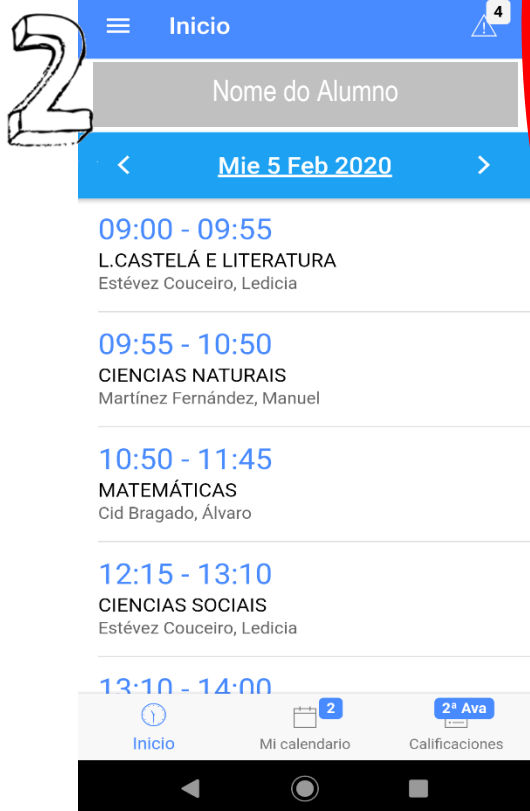 2
Inicio
4
Nome do Alumno
Mie 5 Feb 2020
09:00 - 09:55
L.CASTELÁ E LITERATURA
Estévez Couceiro, Ledicia
09:55 - 10:50
CIENCIAS NATURAIS
Martínez Fernández, Manuel
10:50 - 11:45
MATEMÁTICAS
Cid Bragado, Álvaro
12:15 - 13:10
CIENCIAS SOCIAIS
Estévez Couceiro, Ledicia
13:10 - 14:00
2
2ª Ava
Inicio
Mi calendario
Calificaciones